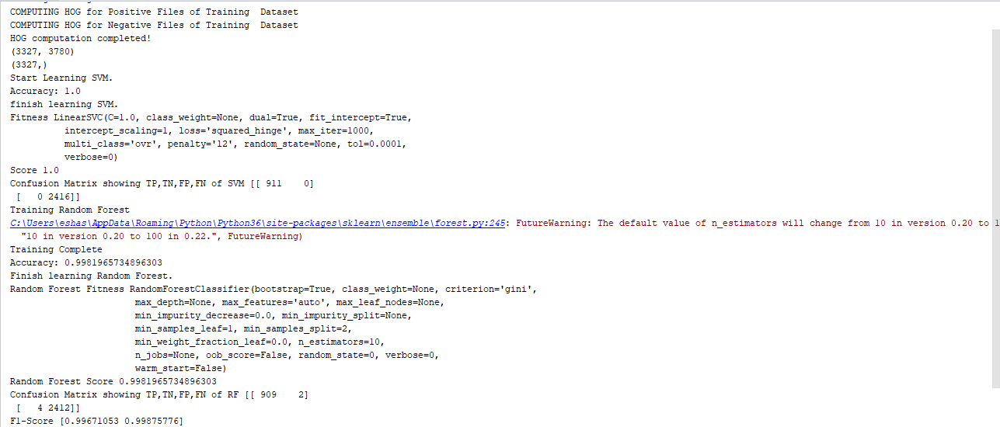 COMPUTING HOG for Positive Files of Training  Dataset
COMPUTING HOG for Negative Files of Training  Dataset
HOG computation completed!
(3327, 3780)
(3327,)
Start Learning SVM.
Accuracy: 1.0
finish learning SVM.
Fitness LinearSVC(C=1.0, class_weight=None, dual=True, fit_intercept=True,
intercept_scaling=1, loss='squared_hinge', max_iter=1000,
multi_class='ovr', penalty='l2', random_state=None, tol=0.0001,
verbose=0)
Score 1.0
Confusion Matrix showing TP,TN,FP,FN of SVM [[ 911    0]
[   0 2416]]
Training Random Forest
C:\Users\eshas\AppData\Roaming\Python\Python36\site-packages\sklearn\ensemble\forest.py:245: FutureWarning: The default value of n_estimators will change from 10 in version 0.20 to 1
"10 in version 0.20 to 100 in 0.22.", FutureWarning)
Training Complete
Accuracy: 0.9981965734896303
Finish learning Random Forest.
Random Forest Fitness RandomForestClassifier(bootstrap=True, class_weight=None, criterion='gini',
max_depth=None, max_features='auto', max_leaf_nodes=None,
min_impurity_decrease=0.0, min_impurity_split=None,
min_samples_leaf=1, min_samples_split=2,
min_weight_fraction_leaf=0.0, n_estimators=10,
n_jobs=None, oob_score=False, random_state=0, verbose=0,
warm_start=False)
Random Forest Score 0.9981965734896303
Confusion Matrix showing TP,TN,FP,FN of RF [[ 909    2]
[   4 2412]]
F1-Score [0.99671053 0.99875776]